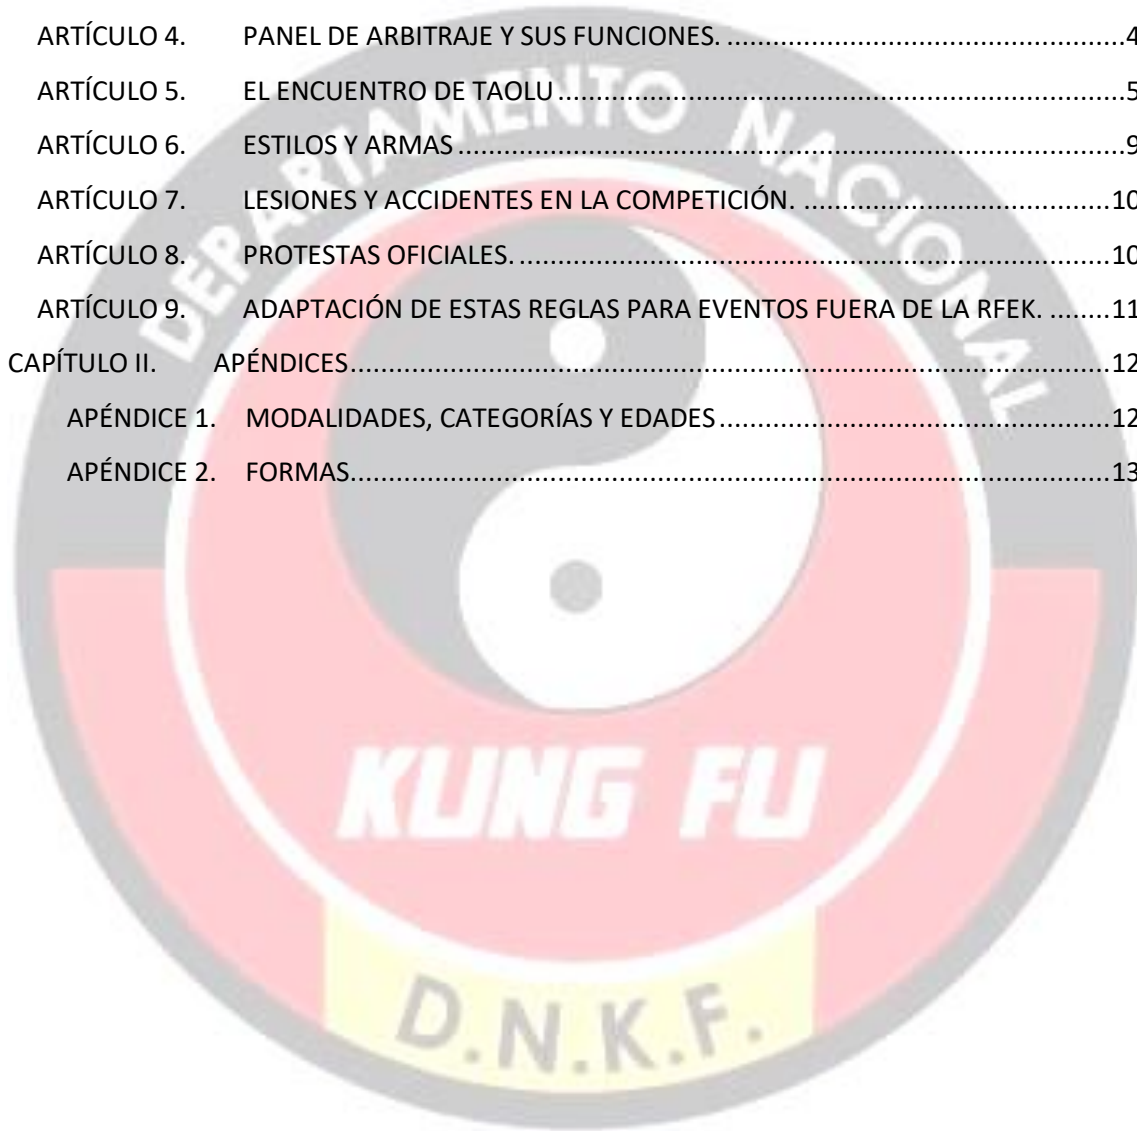 ARTÍCULO 4. PANEL DE ARBITRAJE Y SUS FUNCIONES. ........................................................4
ARTÍCULO 5. EL ENCUENTRO DE TAOLU ................................................................................5
ARTÍCULO 6. ESTILOS Y ARMAS ..............................................................................................9
ARTÍCULO 7. LESIONES Y ACCIDENTES EN LA COMPETICIÓN. .............................................10
ARTÍCULO 8. PROTESTAS OFICIALES. ....................................................................................10
ARTÍCULO 9. ADAPTACIÓN DE ESTAS REGLAS PARA EVENTOS FUERA DE LA RFEK. ........11
CAPÍTULO II. APÉNDICES.........................................................................................................12
APÉNDICE 1. MODALIDADES, CATEGORÍAS Y EDADES ........................................................12
APÉNDICE 2. FORMAS...............................................................................................................13
DEPARTAMENTO NACIONAL
KUNG FU
D.N.K.F.